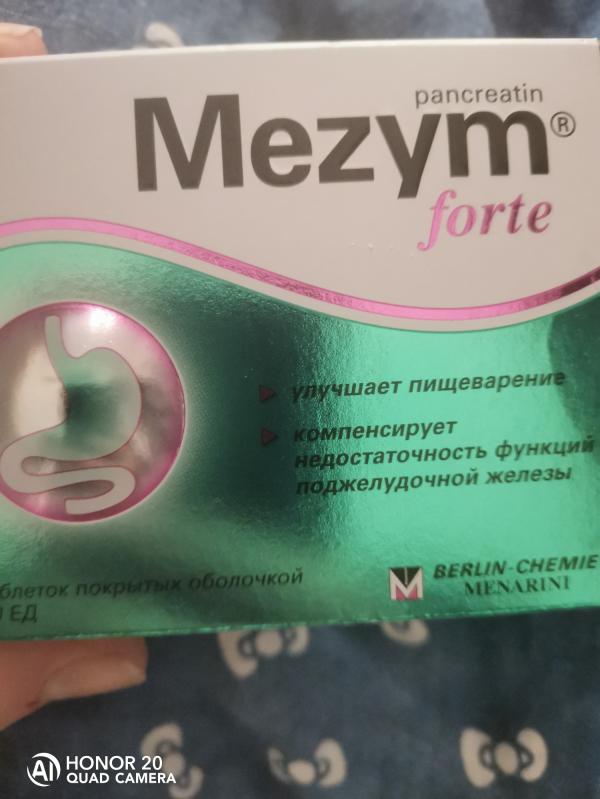 pancreatin
Mezym®
forte
улучшает пищеварение
компенсирует
недостаточность функций
поджелудочной железы
покрытых оболочкой
ЕД
BERLIN-CHEMIE
MENARINI
HONOR 20
QUAD CAMERA